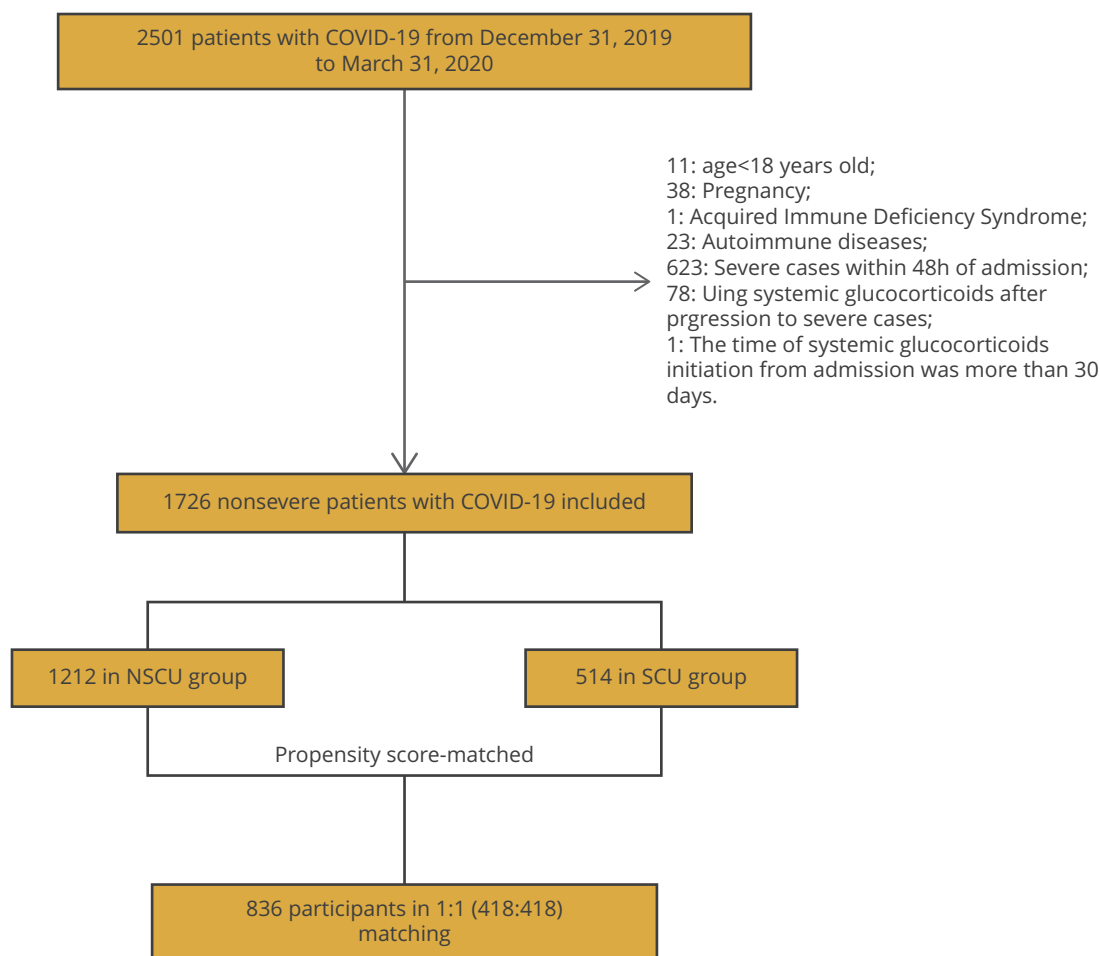 2501 patients with COVID-19 from December 31, 2019
to March 31, 2020
11: age<18 years old;
38: Pregnancy;
1: Acquired Immune Deficiency Syndrome;
23: Autoimmune diseases;
623: Severe cases within 48h of admission;
78: Uing systemic glucocorticoids after
prgression to severe cases;
1: The time of systemic glucocorticoids
initiation from admission was more than 30
days.
1726 nonsevere patients with COVID-19 included
1212 in NSCU group
514 in SCU group
Propensity score-matched
836 participants in 1:1 (418:418)
matching